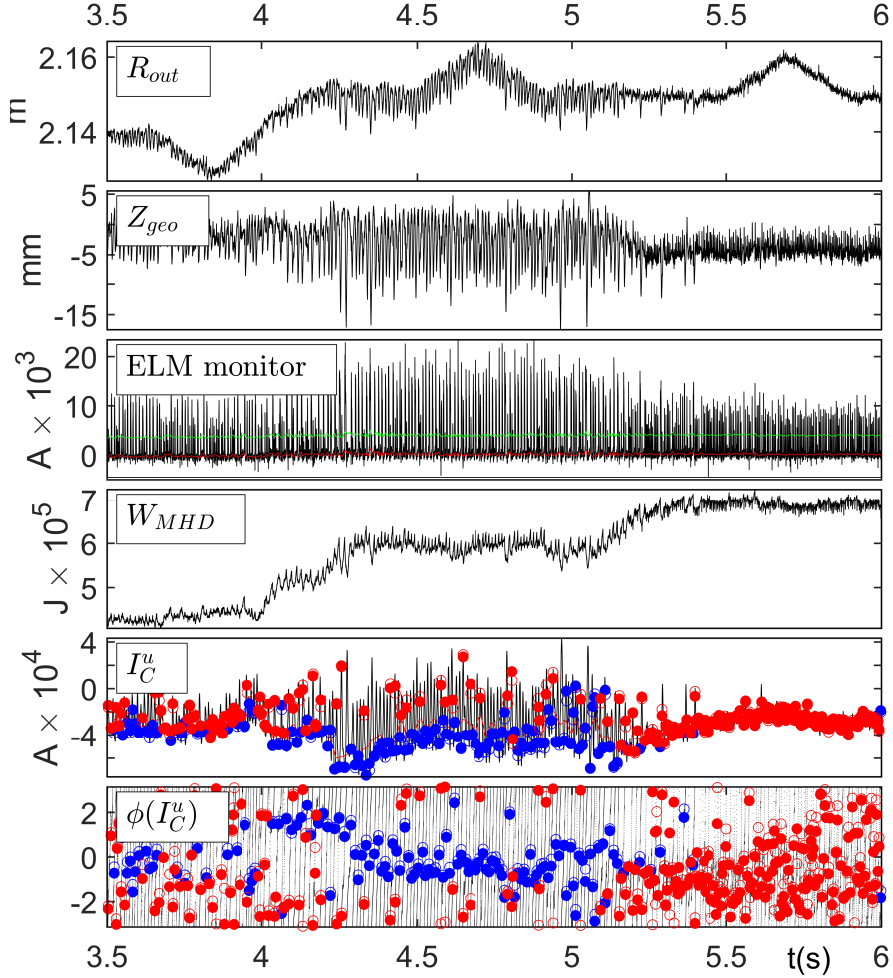 3.5 4 4.5 5 5.5 6
2.16
2.14
m
R_out
5
-5
-15
mm
Z_geo
20
10
0
A × 10^3
ELM monitor
7
6
5
J × 10^5
W_MHD
4
0
-4
A × 10^4
I_C^u
2
0
-2
ϕ(I_C^u)
3.5 4 4.5 5 5.5 6
t(s)